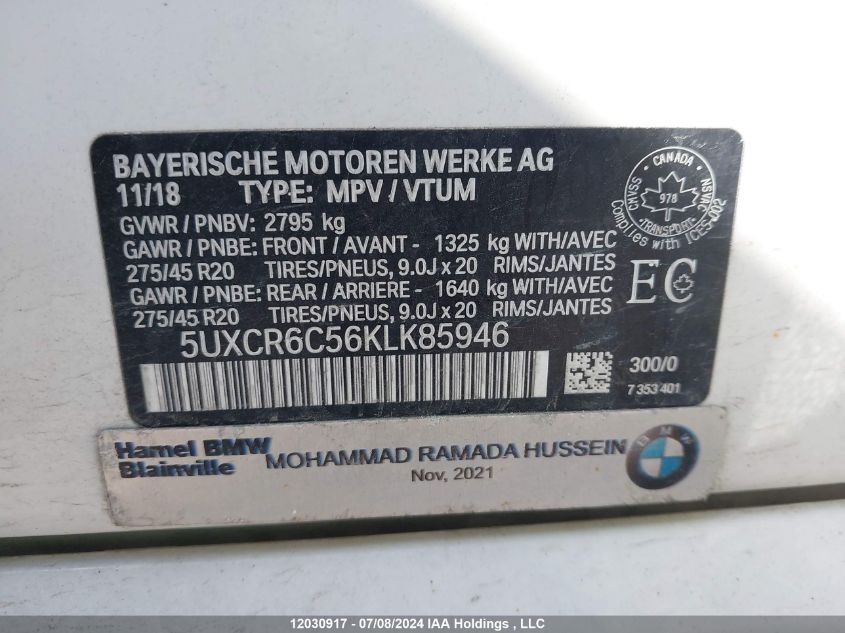 BAYERISCHE MOTOREN WERKE AG
11/18 TYPE: MPV / VTUM
GVWR / PNBV: 2795 kg
GAWR / PNBE: FRONT / AVANT - 1325 kg WITH/AVEC
275/45 R20 TIRES/PNEUS, 9.0J x 20 RIMS/JANTES
GAWR / PNBE: REAR / ARRIERE - 1640 kg WITH/AVEC
275/45 R20 TIRES/PNEUS, 9.0J x 20 RIMS/JANTES
5UXCR6C56KLK85946
CANADA
CMVSS
NSVAC
978
TRANSPORT
Complies with ICES-002
EC
300/0
7 353 401
Hamel BMW
Blainville
MOHAMMAD RAMADA HUSSEIN
Nov, 2021
BMW
12030917 - 07/08/2024 IAA Holdings , LLC